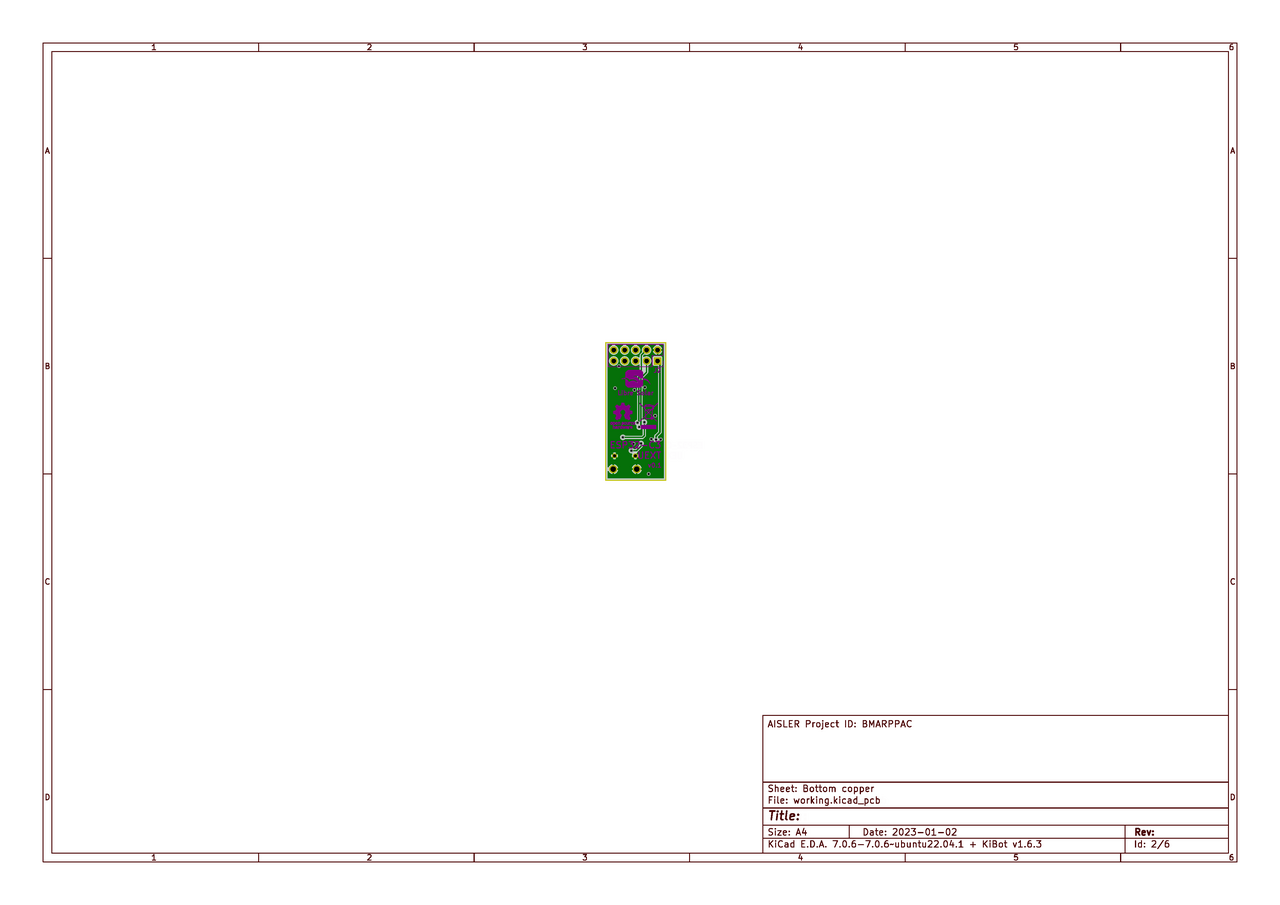 1 2 3 4 5 6
A A
B B
C C
D D
AISLER Project ID: BMARPPAC
Sheet: Bottom copper
File: working.kicad_pcb
Title:
Size: A4 Date: 2023-01-02 Rev:
KiCad E.D.A. 7.0.6-7.0.6~ubuntu22.04.1 + KiBot v1.6.3 Id: 2/6
1 2 3 4 5 6